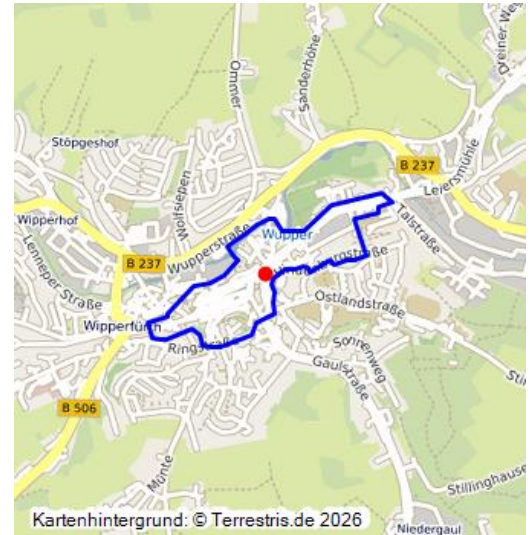 Dreiner Weg
Ommer
Sanderhöhe
Stöpgeshof
B 237
Leiersmühle
Wolfsiepen
Wipperhof
Wupperstraße
Wupper
Talstraße
Lenneper Straße
B 237
Ostlandstraße
Wipperfürth
Ringstraße
Sonnenweg
Gaulstraße
B 506
Münte
Stillinghause
Niedergaul
Kartenhintergrund: © Terrestris.de 2026